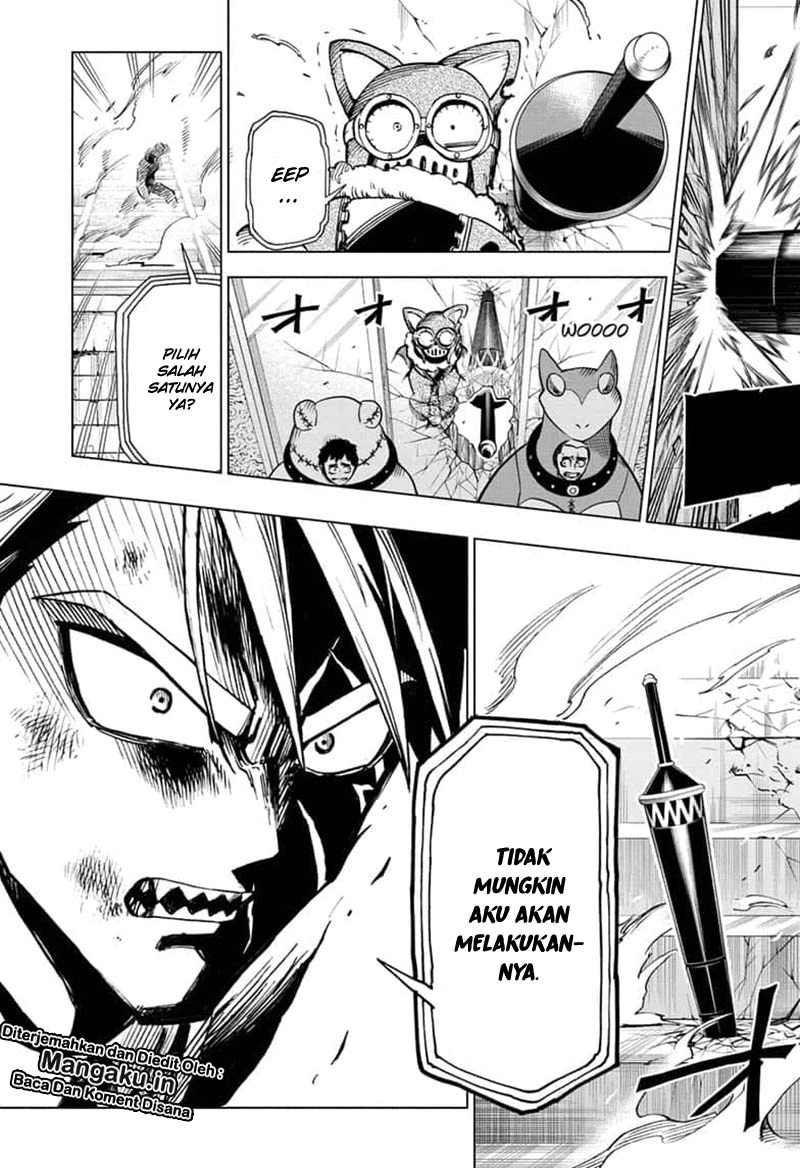 EEP
...
オ
WOOOO
オ
PILIH
SALAH
SATUNYA
YA?
TIDAK
MUNGKIN
AKU AKAN
MELAKUKAN-
NYA.
オ
Diterjemahkan dan Diedit Oleh :
Mangaku.in
Baca Dan Koment Disana